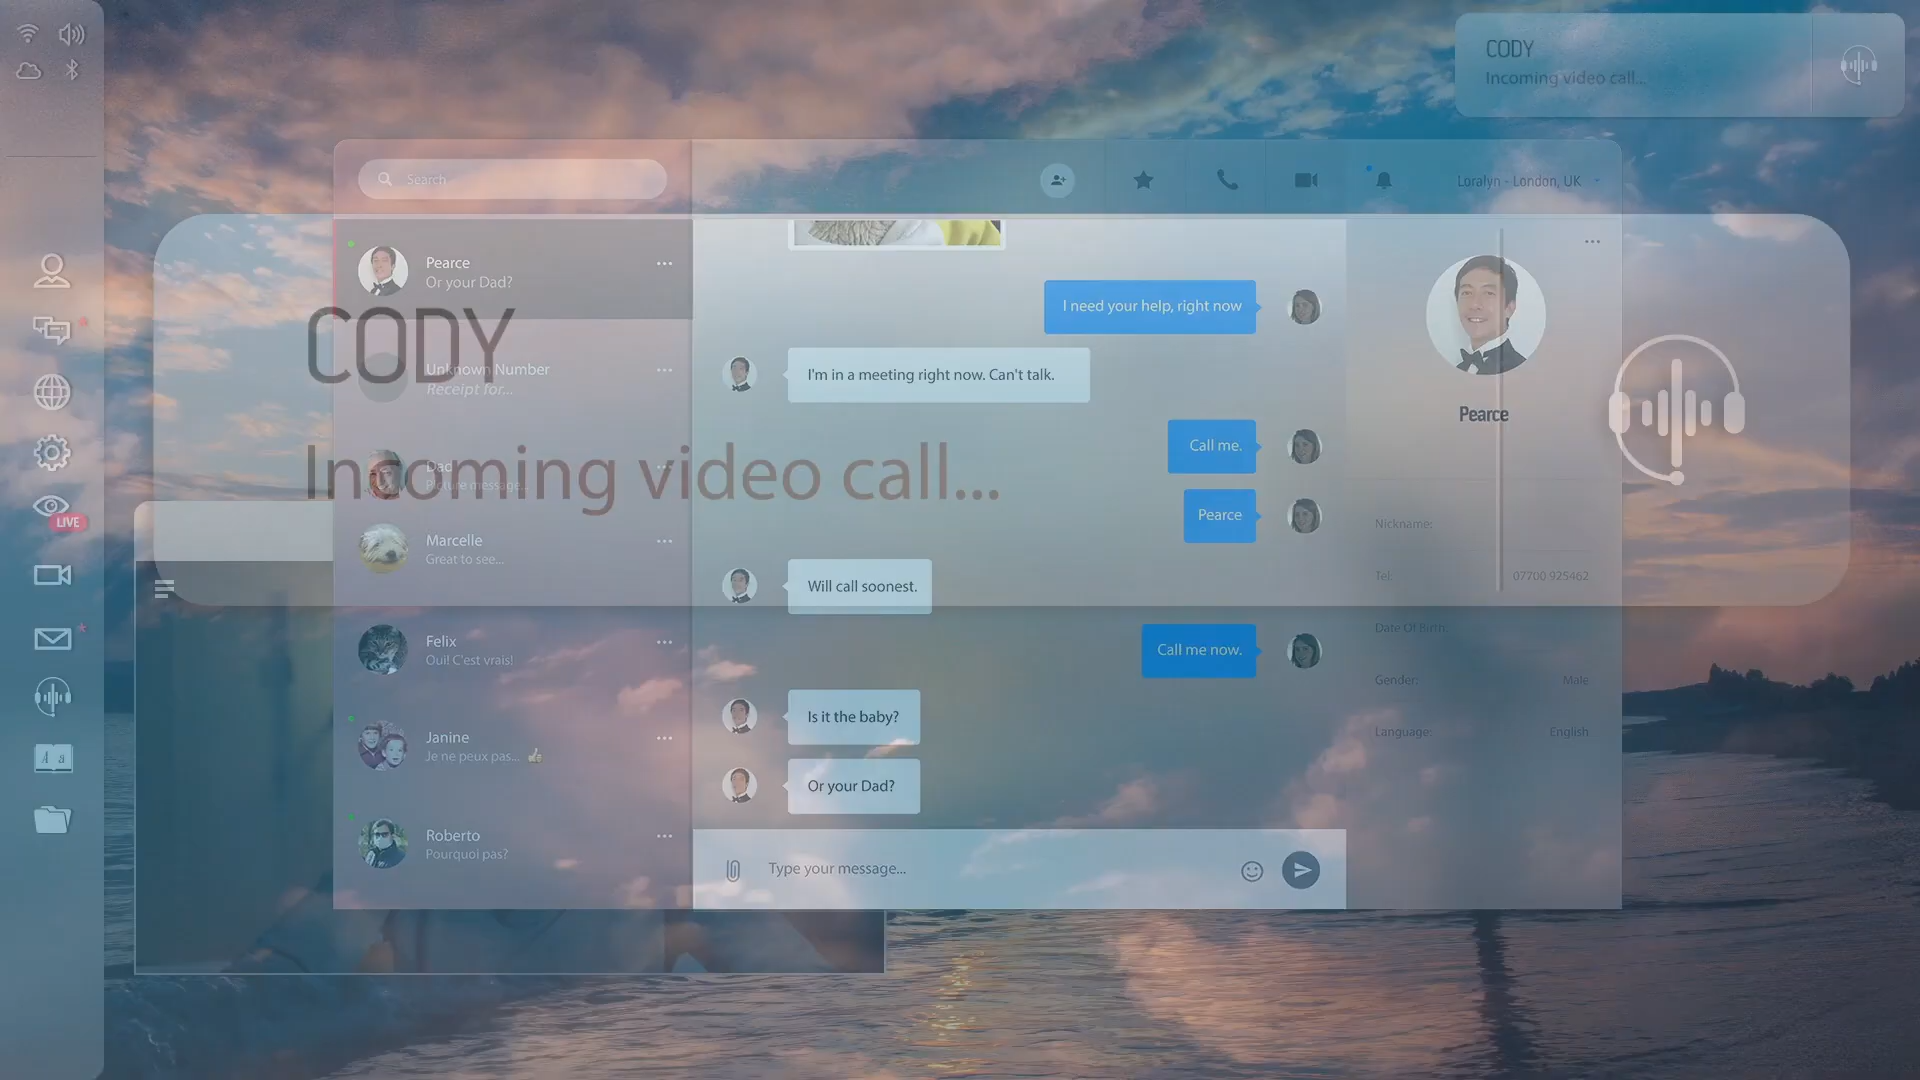 CODY
Incoming video call...
Search
Loralyn - London, UK
Pearce
Or your Dad?
Unknown Number
Receipt for...
Dad
Picture message...
Marcelle
Great to see...
Felix
Oui! C'est vrais!
Janine
Je ne peux pas...
Roberto
Pourquoi pas?
CODY
Incoming video call...
I need your help, right now
I'm in a meeting right now. Can't talk.
Call me.
Pearce
Will call soonest.
Call me now.
Is it the baby?
Or your Dad?
Type your message...
Pearce
Nickname:
Tel: 07700 925462
Date Of Birth:
Gender: Male
Language: English
LIVE
A a